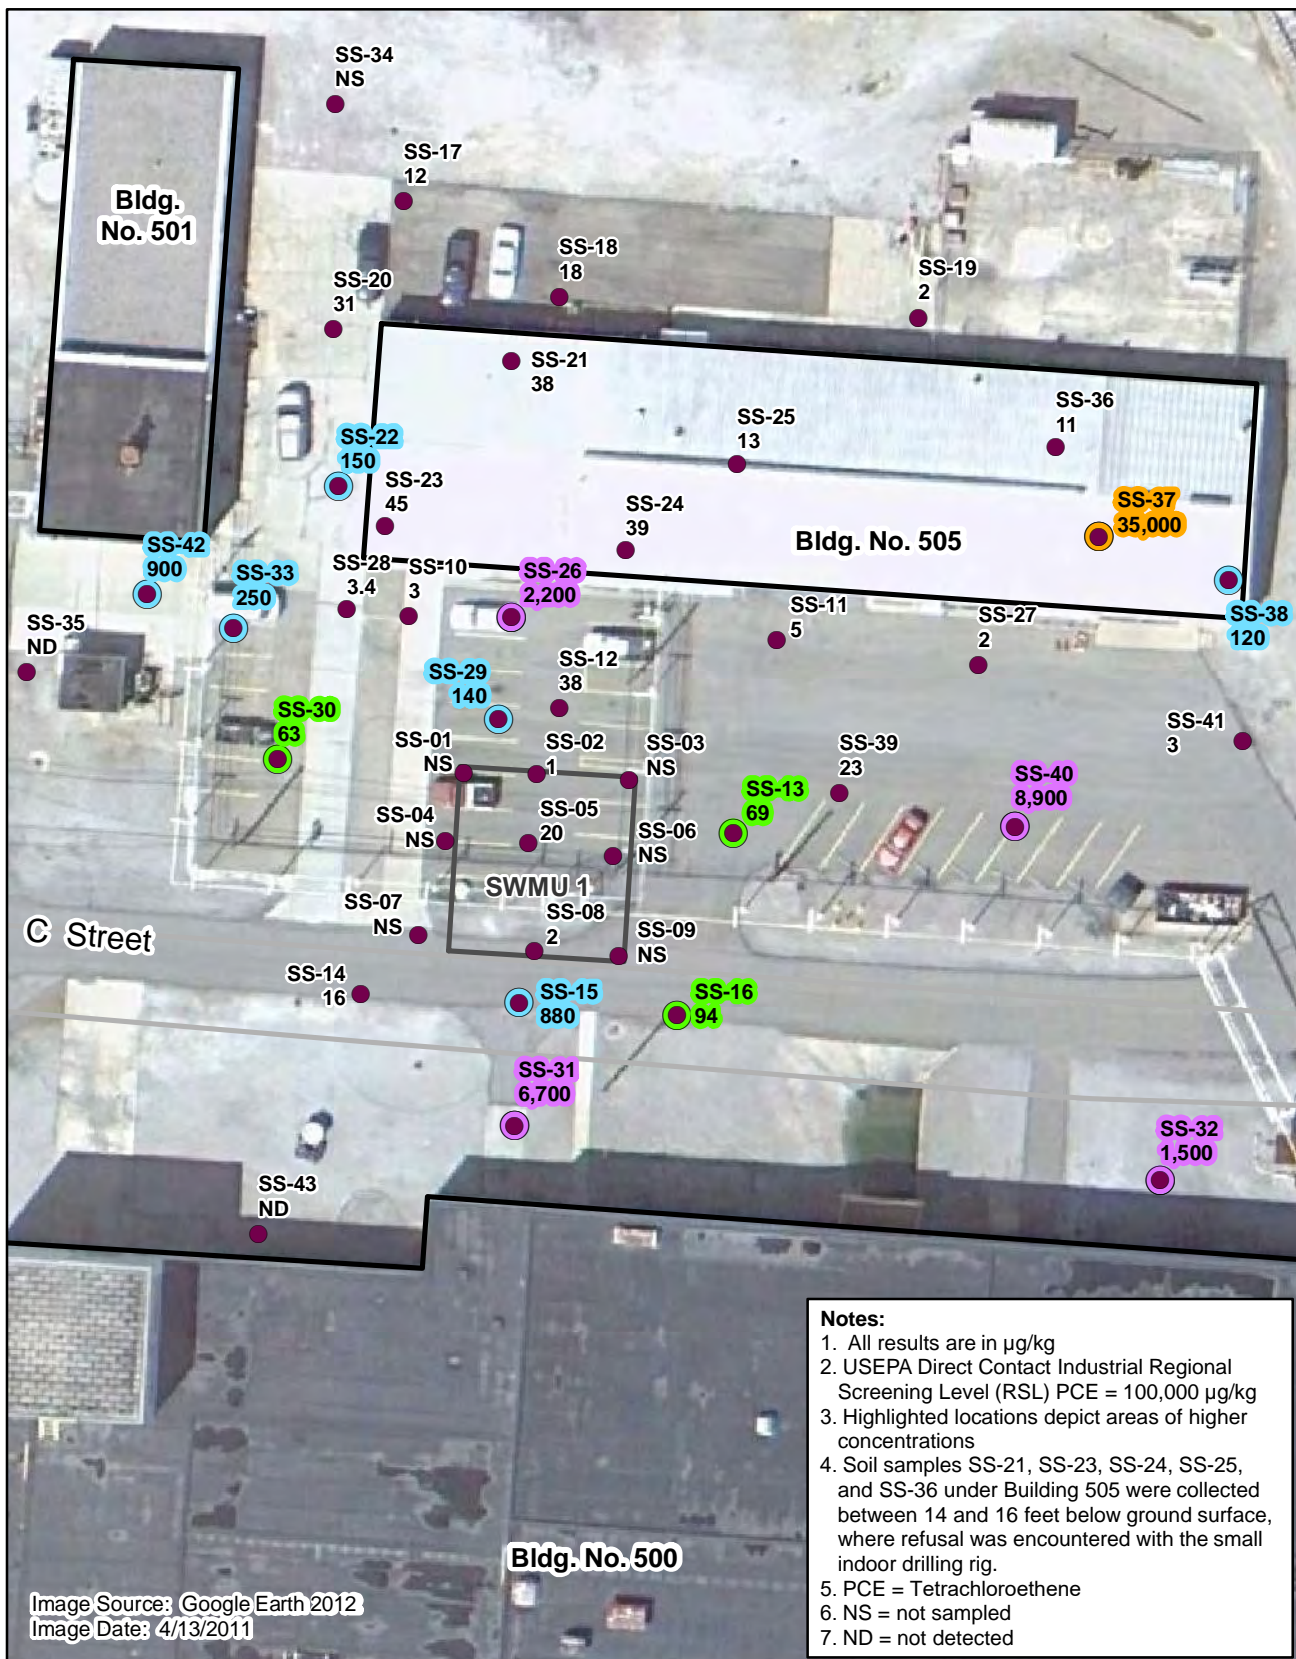 SS-34
NS
SS-17
12
Bldg.
No. 501
SS-18
18
SS-19
2
SS-20
31
SS-21
38
SS-36
11
SS-25
13
SS-22
150
SS-23
45
SS-24
39
SS-37
35,000
Bldg. No. 505
SS-42
900
SS-33
250
SS-28
3.4
SS-10
3
SS-26
2,200
SS-38
120
SS-11
5
SS-27
2
SS-35
ND
SS-12
38
SS-29
140
SS-30
63
SS-41
3
SS-01
NS
SS-02
1
SS-03
NS
SS-39
23
SS-40
8,900
SS-13
69
SS-04
NS
SS-05
20
SS-06
NS
SWMU 1
SS-07
NS
SS-08
2
SS-09
NS
C Street
SS-14
16
SS-15
880
SS-16
94
SS-31
6,700
SS-32
1,500
SS-43
ND
Notes:
1. All results are in µg/kg
2. USEPA Direct Contact Industrial Regional
Screening Level (RSL) PCE = 100,000 µg/kg
3. Highlighted locations depict areas of higher
concentrations
4. Soil samples SS-21, SS-23, SS-24, SS-25,
and SS-36 under Building 505 were collected
between 14 and 16 feet below ground surface,
where refusal was encountered with the small
indoor drilling rig.
5. PCE = Tetrachloroethene
6. NS = not sampled
7. ND = not detected
Bldg. No. 500
Image Source: Google Earth 2012
Image Date: 4/13/2011